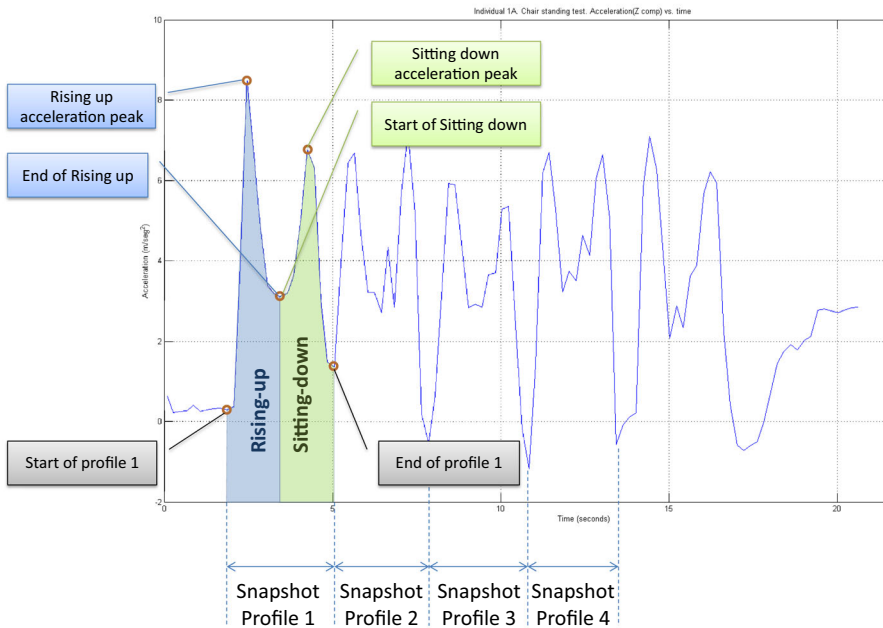 Individual 1A. Chair standing test. Acceleration(Z comp) vs. time
10
Sitting down
acceleration peak
Rising up
acceleration peak
8
Start of Sitting down
End of Rising up
6
Acceleration (m/seg²)
4
2
Rising-up
Sitting-down
0
Start of profile 1
End of profile 1
-2
0
5
10
15
20
Time (seconds)
Snapshot
Profile 1
Snapshot
Profile 2
Snapshot
Profile 3
Snapshot
Profile 4